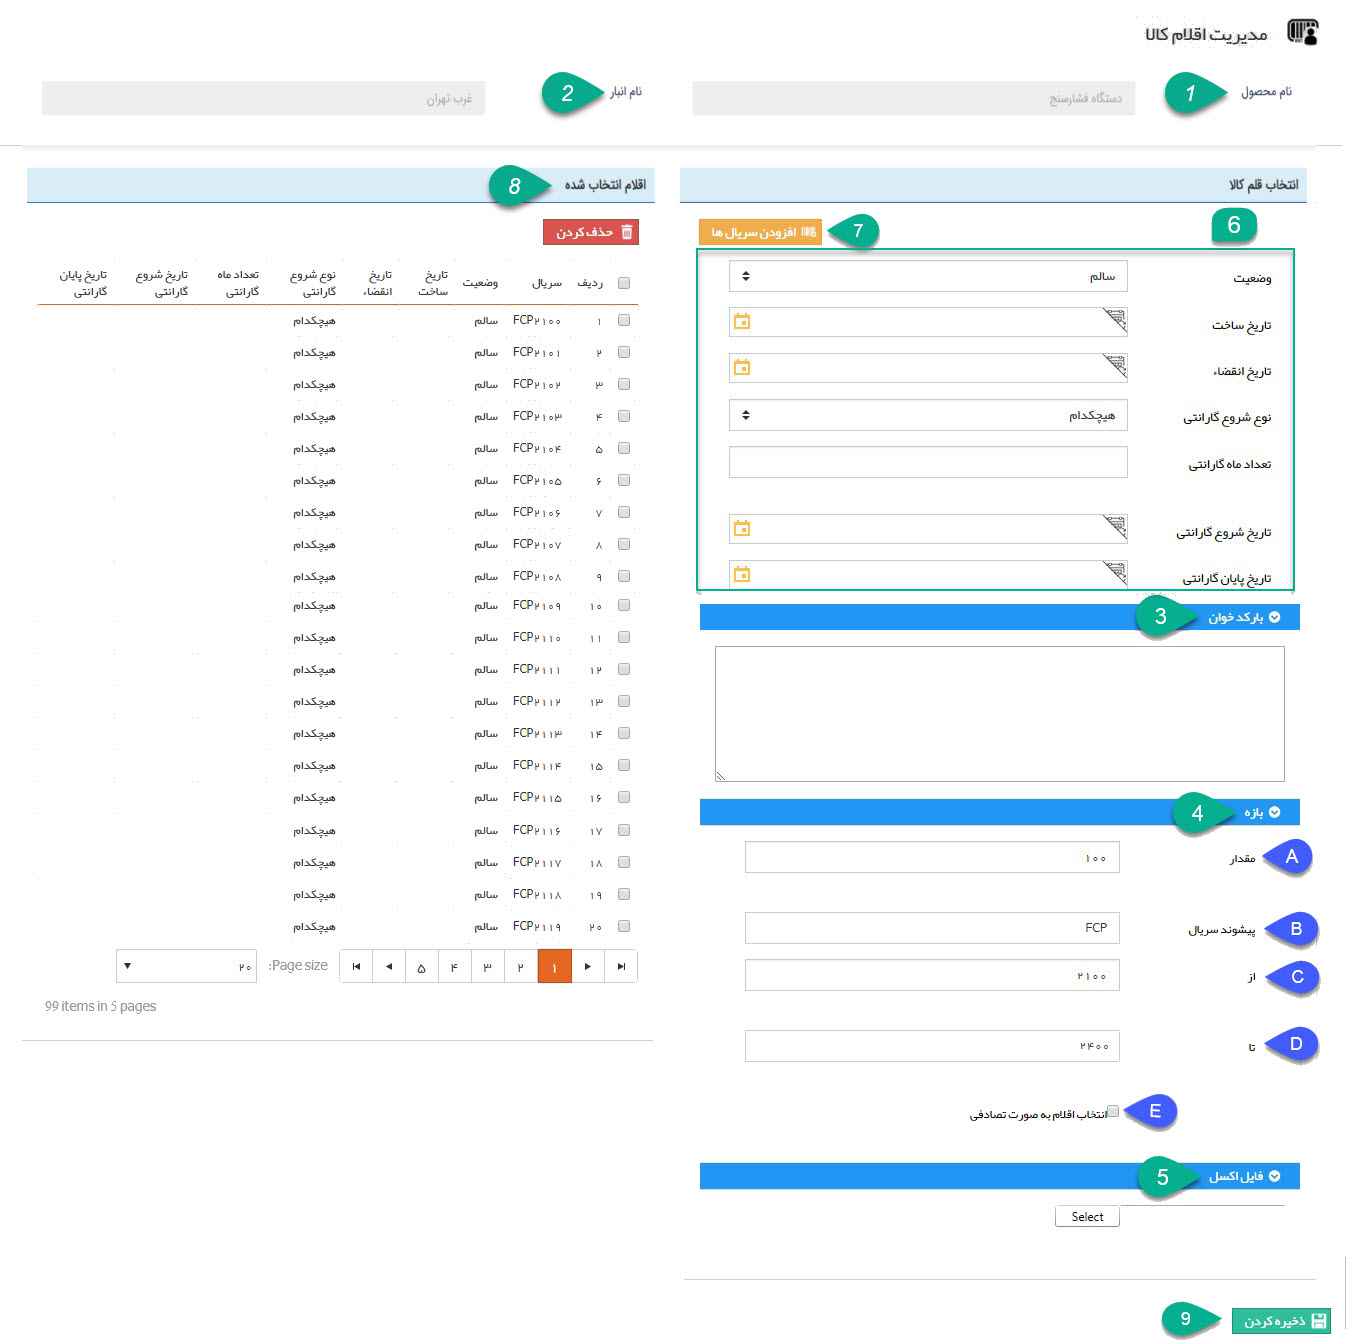 مدیریت اقلام کالا
نام محصول
1
دستگاه فشارسنج
نام انبار
2
غرب تهران
انتخاب قلم کالا
6
افزودن سریال ها
7
وضعیت
سالم
تاریخ ساخت
تاریخ انقضاء
نوع شروع گارانتی
هیچکدام
تعداد ماه گارانتی
تاریخ شروع گارانتی
تاریخ پایان گارانتی
بارکد خوان
3
بازه
4
A
مقدار
۱۰۰
B
پیشوند سریال
FCP
C
از
۲۱۰۰
D
تا
۲۴۰۰
E
انتخاب اقلام به صورت تصادفی
فایل اکسل
5
Select
ذخیره کردن
9
اقلام انتخاب شده
8
حذف کردن
ردیف سریال وضعیت تاریخ ساخت تاریخ انقضاء نوع شروع گارانتی تعداد ماه گارانتی تاریخ شروع گارانتی تاریخ پایان گارانتی
۱ FCP۲۱۰۰ سالم هیچکدام
۲ FCP۲۱۰۱ سالم هیچکدام
۳ FCP۲۱۰۲ سالم هیچکدام
۴ FCP۲۱۰۳ سالم هیچکدام
۵ FCP۲۱۰۴ سالم هیچکدام
۶ FCP۲۱۰۵ سالم هیچکدام
۷ FCP۲۱۰۶ سالم هیچکدام
۸ FCP۲۱۰۷ سالم هیچکدام
۹ FCP۲۱۰۸ سالم هیچکدام
۱۰ FCP۲۱۰۹ سالم هیچکدام
۱۱ FCP۲۱۱۰ سالم هیچکدام
۱۲ FCP۲۱۱۱ سالم هیچکدام
۱۳ FCP۲۱۱۲ سالم هیچکدام
۱۴ FCP۲۱۱۳ سالم هیچکدام
۱۵ FCP۲۱۱۴ سالم هیچکدام
۱۶ FCP۲۱۱۵ سالم هیچکدام
۱۷ FCP۲۱۱۶ سالم هیچکدام
۱۸ FCP۲۱۱۷ سالم هیچکدام
۱۹ FCP۲۱۱۸ سالم هیچکدام
۲۰ FCP۲۱۱۹ سالم هیچکدام
۱ ۲ ۳ ۴ ۵ Page size: ۲۰
99 items in 5 pages